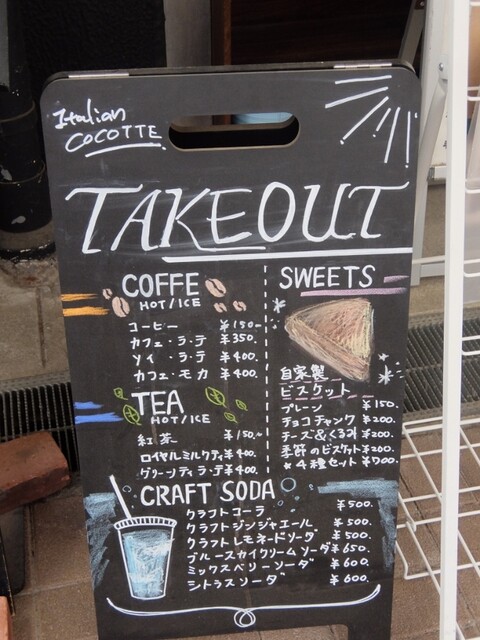 Italian
COCOTTE
TAKEOUT
COFFE
HOT/ICE
コーヒー ¥150~
カフェ・ラ・テ ¥350.
ソイ・ラ・テ ¥400.
カフェ・モカ ¥400.
TEA
HOT/ICE
紅茶 ¥150~
ロイヤルミルクティ ¥400.
グリーンティラ・テ ¥400.
SWEETS
自家製
ビスケット
プレーン ¥150.
チョコチャンク ¥200.
チーズ&くるみ ¥200.
季節のビスケット ¥200.
*4種セット ¥700.
CRAFT SODA
クラフトコーラ ¥500.
クラフトジンジャエール. ¥500.
クラフトレモネードソーダ ¥500.
ブルースカイクリームソーダ ¥650.
ミックスベリーソーダ ¥600.
シトラスソーダ ¥600.